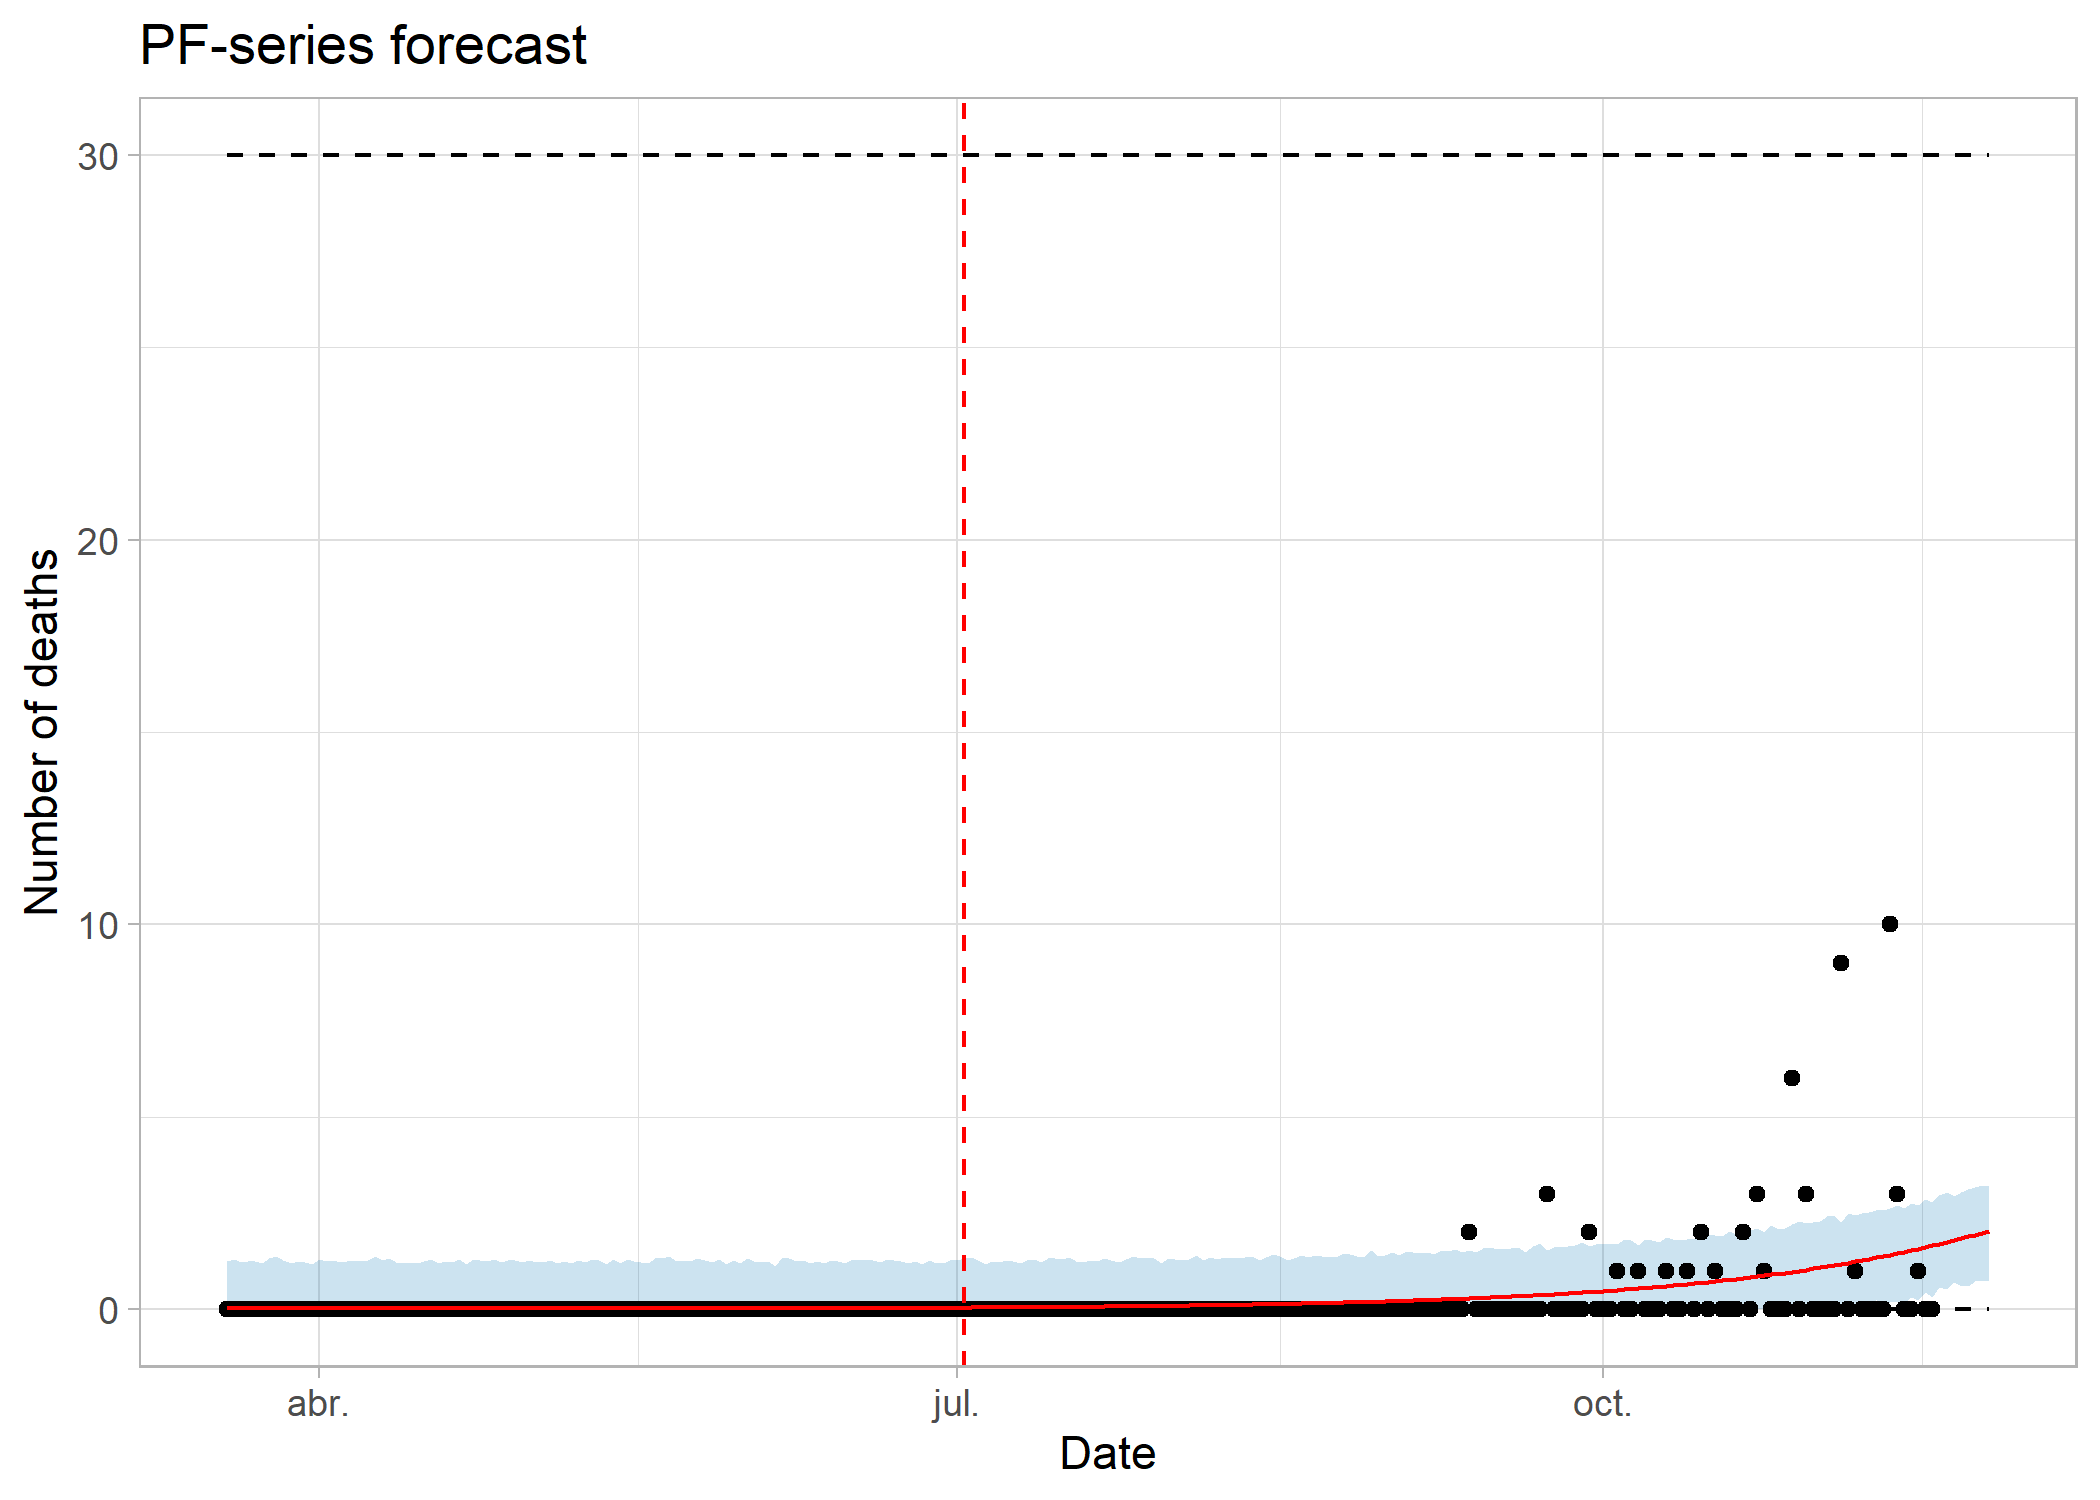 PF-series forecast
30
20
10
0
Number of deaths
abr.
jul.
oct.
Date